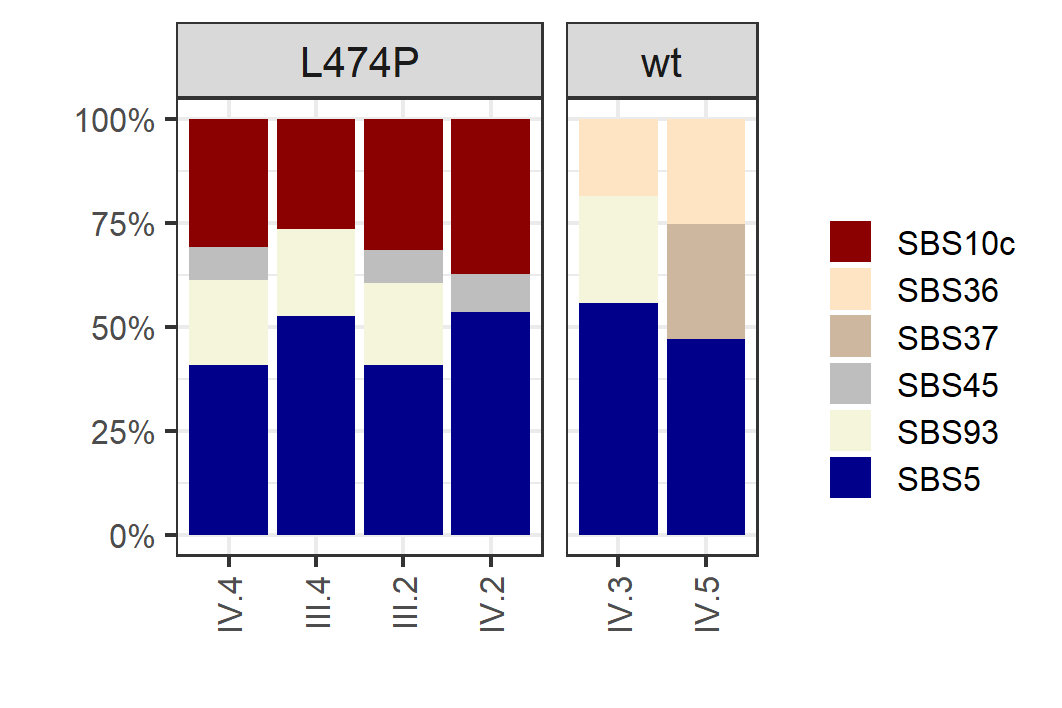 L474P
wt
100%
75%
50%
25%
0%
SBS10c
SBS36
SBS37
SBS45
SBS93
SBS5
IV.4
III.4
III.2
IV.2
IV.3
IV.5